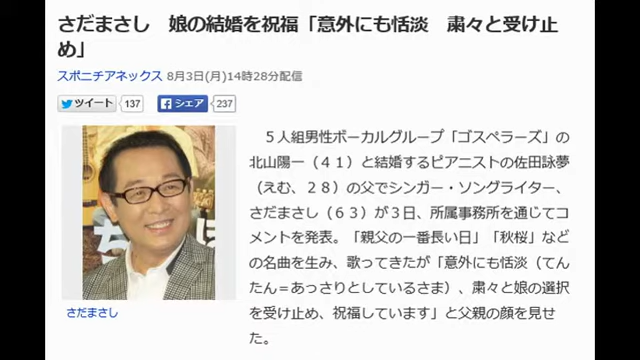 さだまさし　娘の結婚を祝福「意外にも恬淡　粛々と受け止
め」
スポニチアネックス 8月3日(月)14時28分配信
ツイート 137 シェア 237
５人組男性ボーカルグループ「ゴスペラーズ」の
北山陽一（４１）と結婚するピアニストの佐田詠夢
（えむ、２８）の父でシンガー・ソングライター、
さだまさし（６３）が３日、所属事務所を通じてコ
メントを発表。「親父の一番長い日」「秋桜」など
の名曲を生み、歌ってきたが「意外にも恬淡（てん
たん＝あっさりとしているさま）、粛々と娘の選択
を受け止め、祝福しています」と父親の顔を見せ
た。
さだまさし